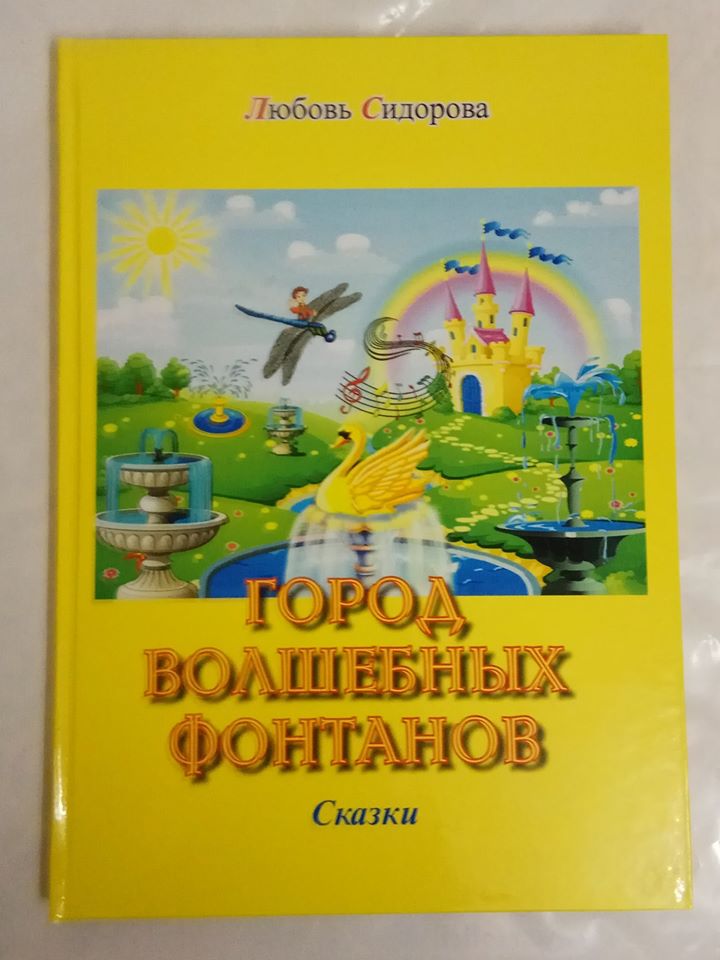 Любовь Сидорова
ГОРОД
ВОЛШЕБНЫХ
ФОНТАНОВ
Сказки